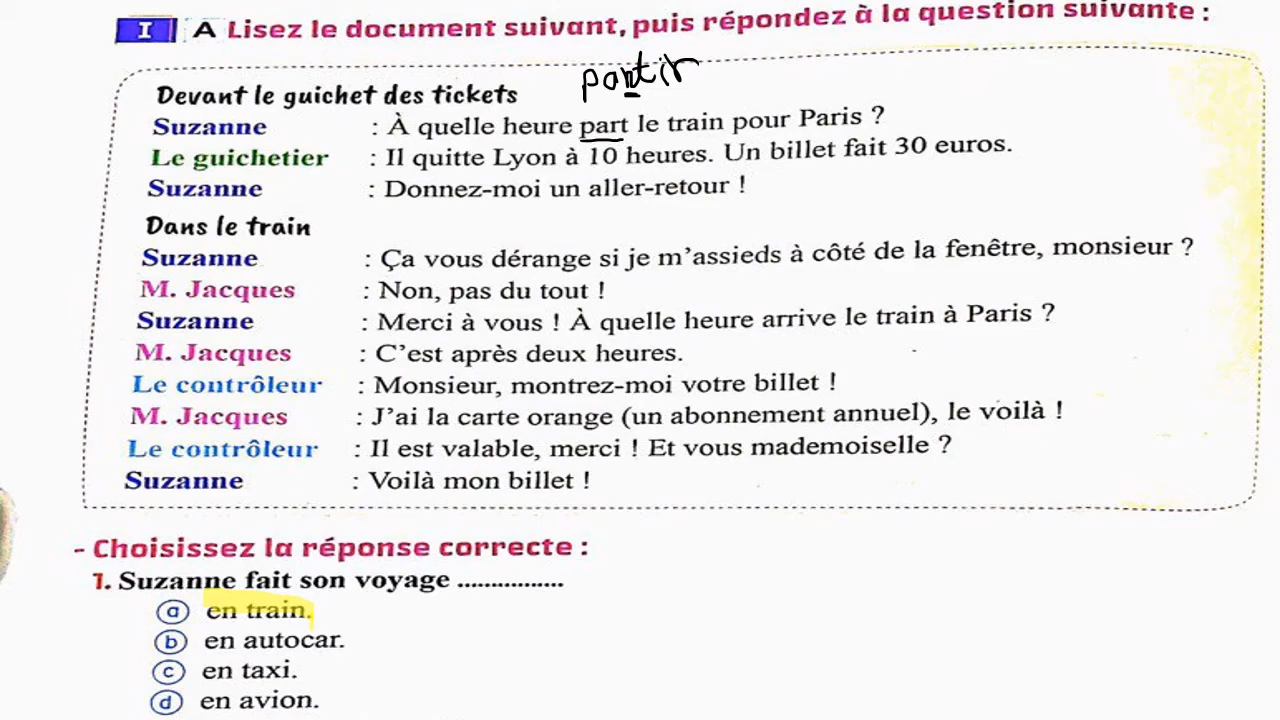 I A Lisez le document suivant, puis répondez à la question suivante :
partir
Devant le guichet des tickets
Suzanne : À quelle heure part le train pour Paris ?
Le guichetier : Il quitte Lyon à 10 heures. Un billet fait 30 euros.
Suzanne : Donnez-moi un aller-retour !
Dans le train
Suzanne : Ça vous dérange si je m'assieds à côté de la fenêtre, monsieur ?
M. Jacques : Non, pas du tout !
Suzanne : Merci à vous ! À quelle heure arrive le train à Paris ?
M. Jacques : C'est après deux heures.
Le contrôleur : Monsieur, montrez-moi votre billet !
M. Jacques : J'ai la carte orange (un abonnement annuel), le voilà !
Le contrôleur : Il est valable, merci ! Et vous mademoiselle ?
Suzanne : Voilà mon billet !
- Choisissez la réponse correcte :
1. Suzanne fait son voyage ................
a en train.
b en autocar.
c en taxi.
d en avion.